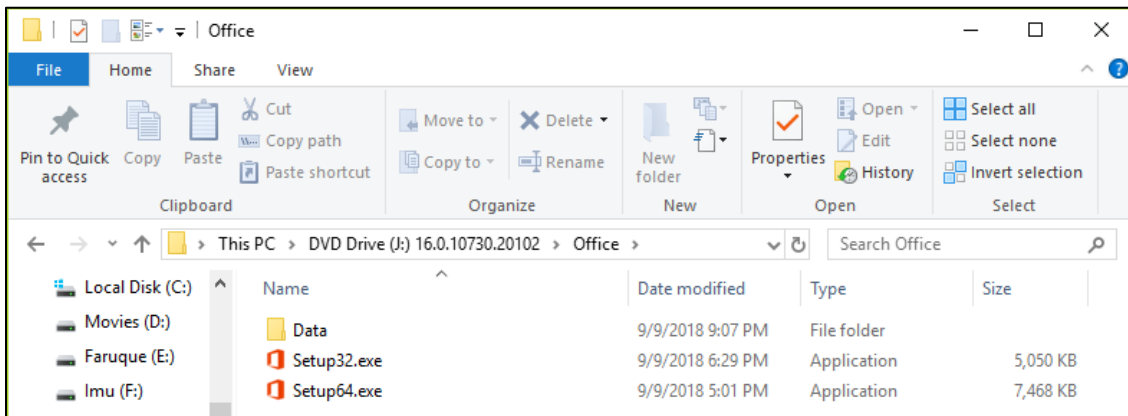 Office
File Home Share View
Pin to Quick access Copy Paste Cut Copy path Paste shortcut
Move to Copy to Delete Rename
New folder
Properties Open Edit History
Select all Select none Invert selection
Clipboard Organize New Open Select
This PC > DVD Drive (J:) 16.0.10730.20102 > Office > Search Office
Local Disk (C:)
Movies (D:)
Faruque (E:)
Imu (F:)
Name Date modified Type Size
Data 9/9/2018 9:07 PM File folder
Setup32.exe 9/9/2018 6:29 PM Application 5,050 KB
Setup64.exe 9/9/2018 5:01 PM Application 7,468 KB